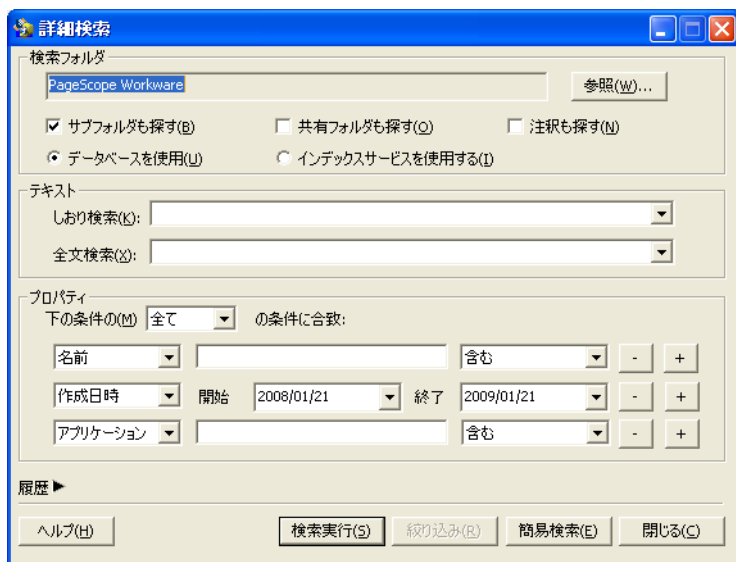 詳細検索
検索フォルダ
PageScope Workware 参照(W)...
サブフォルダも探す(B) 共有フォルダも探す(O) 注釈も探す(N)
データベースを使用(U) インデックスサービスを使用する(I)
テキスト
しおり検索(K):
全文検索(X):
プロパティ
下の条件の(M) 全て の条件に合致:
名前 含む - +
作成日時 開始 2008/01/21 終了 2009/01/21 - +
アプリケーション 含む - +
履歴▶
ヘルプ(H) 検索実行(S) 絞り込み(R) 簡易検索(E) 閉じる(C)